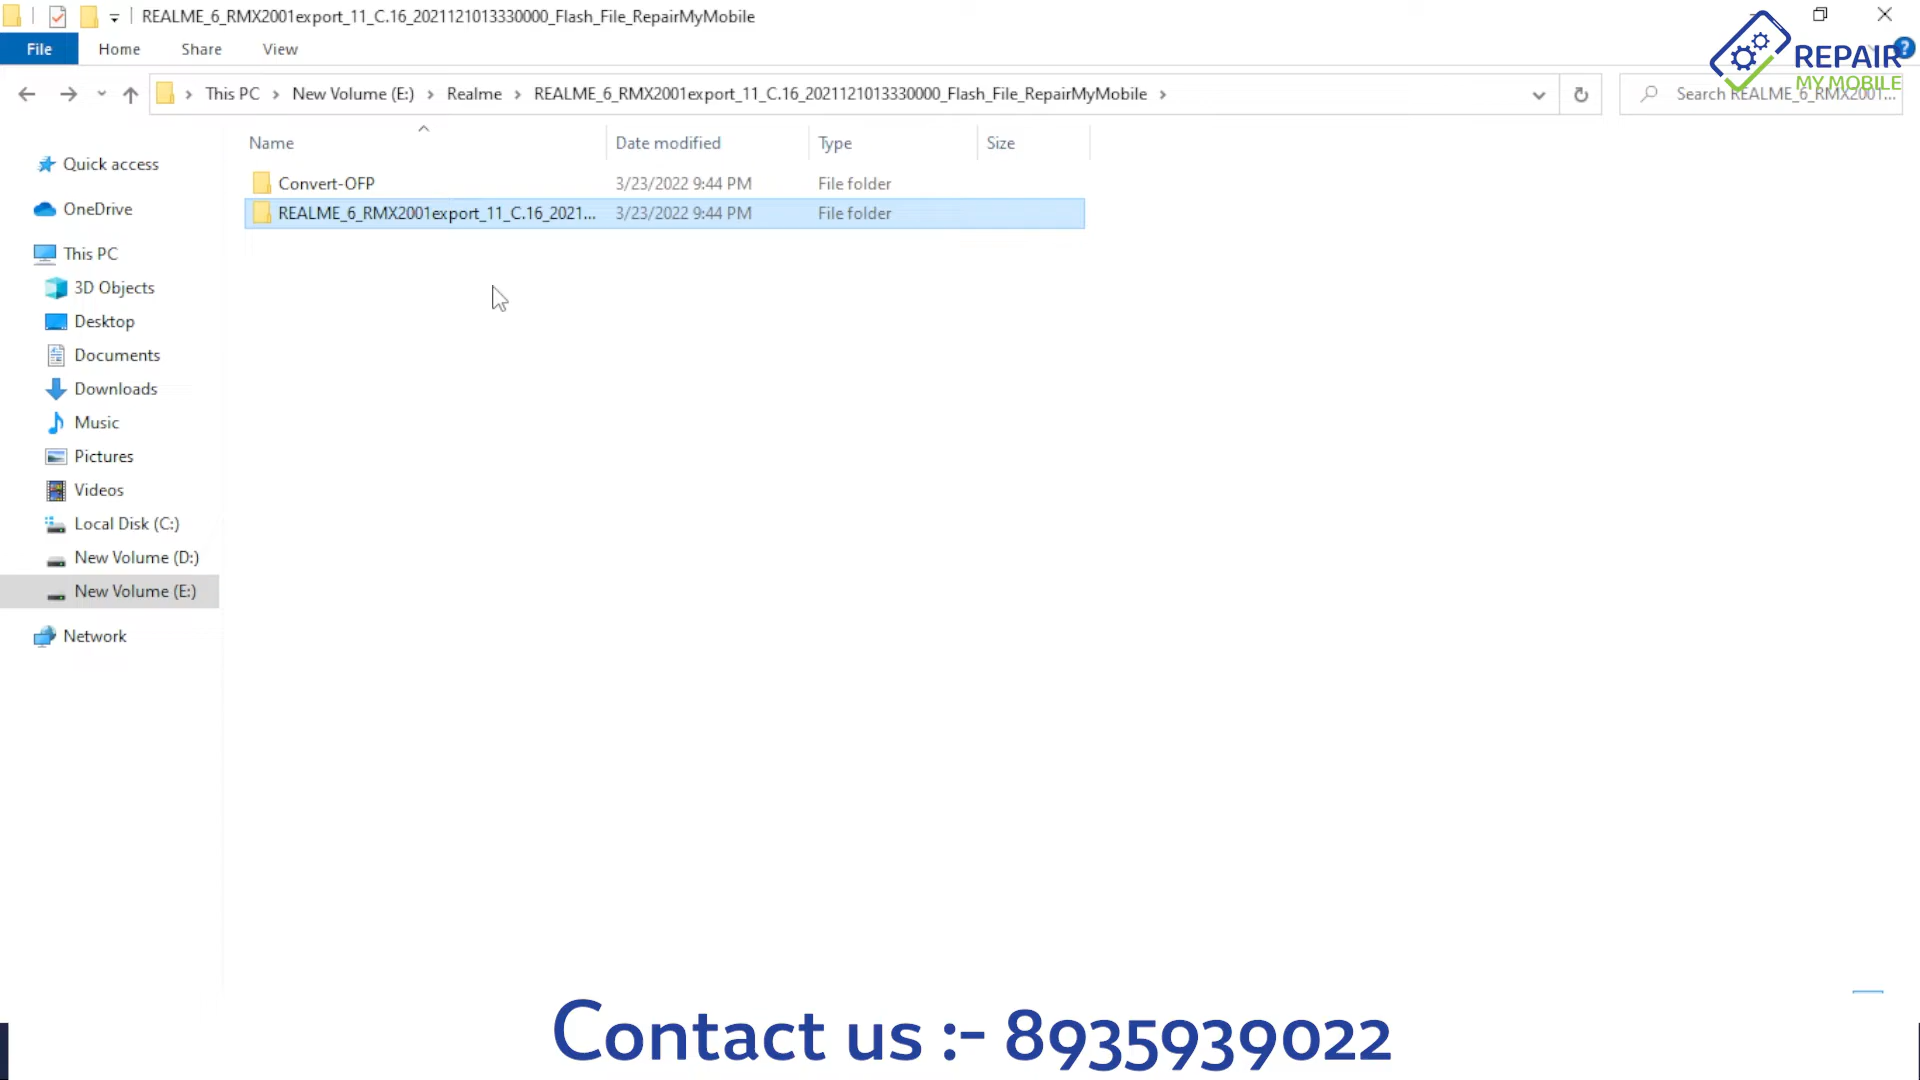 REALME_6_RMX2001export_11_C.16_2021121013330000_Flash_File_RepairMyMobile
File Home Share View
REPAIR
MY MOBILE
This PC New Volume (E:) Realme REALME_6_RMX2001export_11_C.16_2021121013330000_Flash_File_RepairMyMobile
Search REALME_6_RMX2001...
Name Date modified Type Size
Convert-OFP 3/23/2022 9:44 PM File folder
REALME_6_RMX2001export_11_C.16_2021... 3/23/2022 9:44 PM File folder
Quick access
OneDrive
This PC
3D Objects
Desktop
Documents
Downloads
Music
Pictures
Videos
Local Disk (C:)
New Volume (D:)
New Volume (E:)
Network
Contact us :- 8935939022